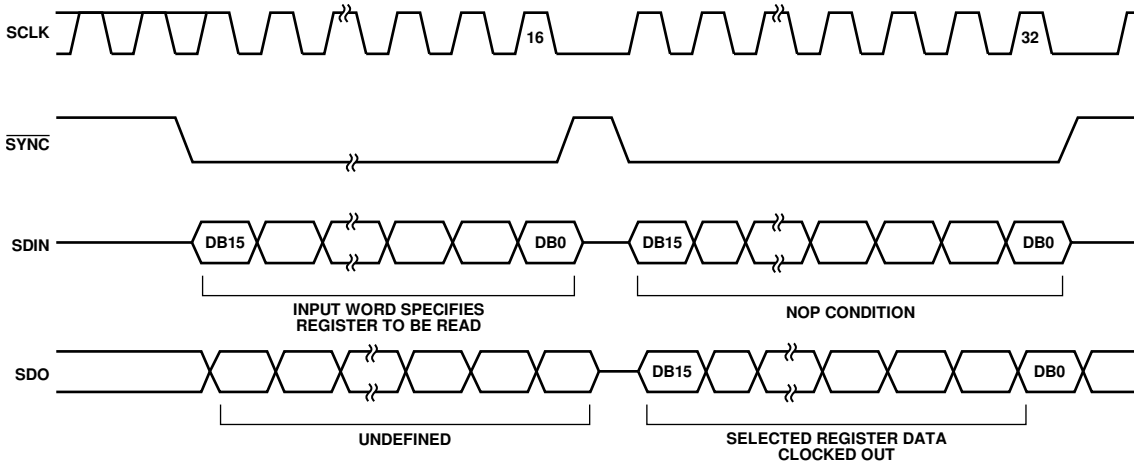 SCLK
16
32
SYNC
SDIN
DB15
DB0
DB15
DB0
INPUT WORD SPECIFIES
REGISTER TO BE READ
NOP CONDITION
SDO
DB15
DB0
UNDEFINED
SELECTED REGISTER DATA
CLOCKED OUT